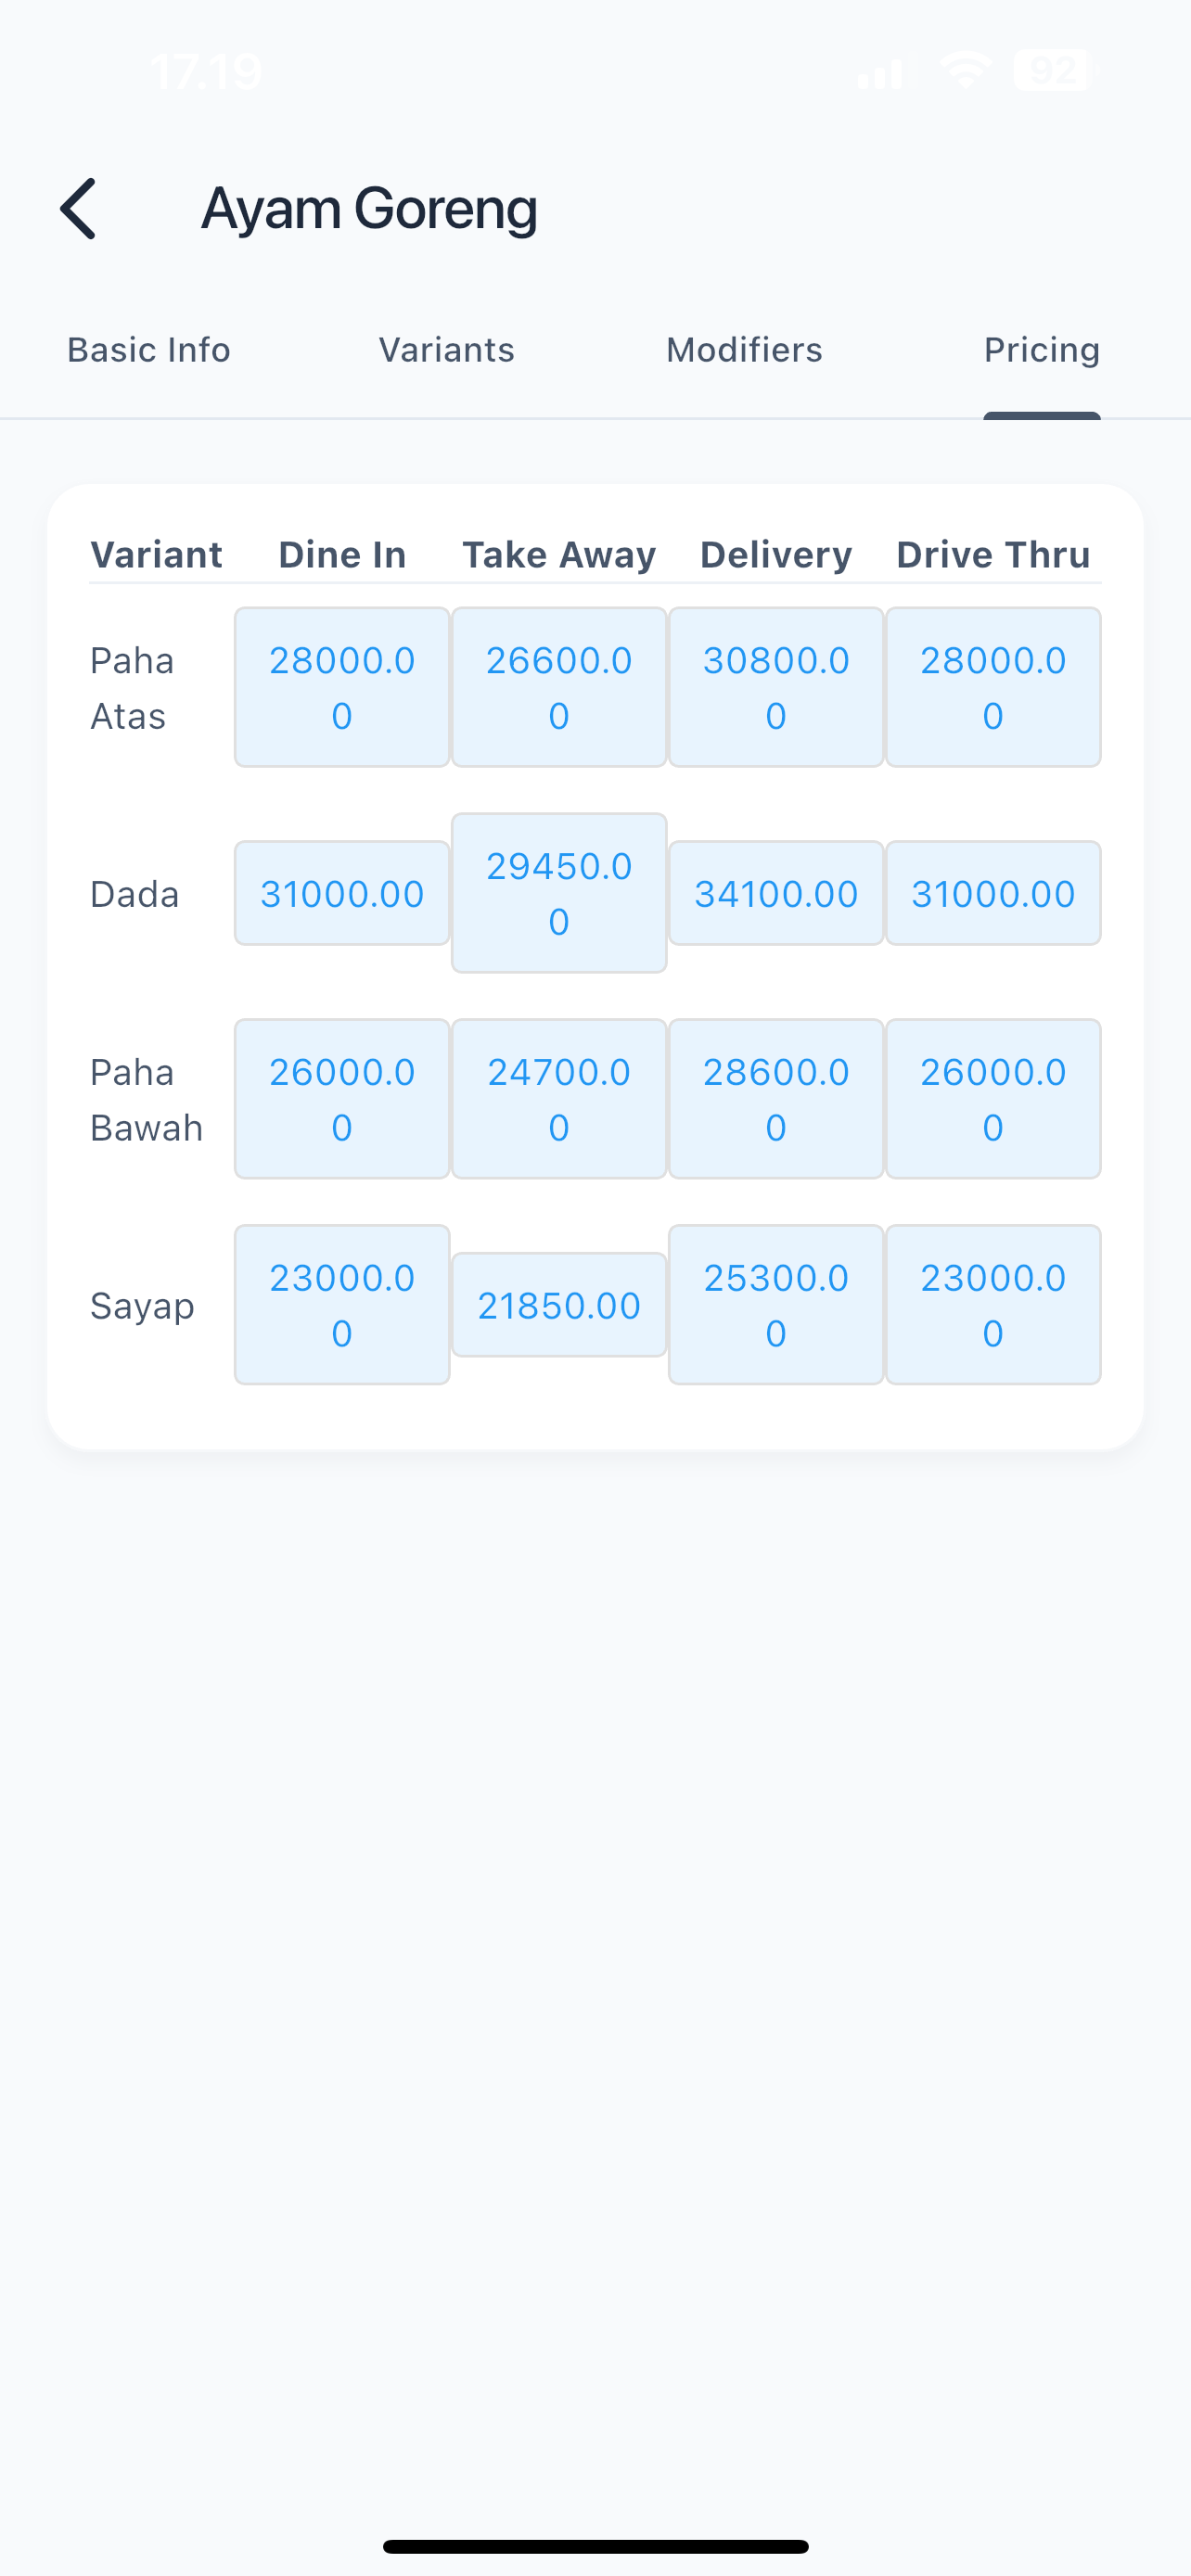 17.19
92
Ayam Goreng
Basic Info Variants Modifiers Pricing
Variant Dine In Take Away Delivery Drive Thru
Paha Atas 28000.00 26600.00 30800.00 28000.00
Dada 31000.00 29450.00 34100.00 31000.00
Paha Bawah 26000.00 24700.00 28600.00 26000.00
Sayap 23000.00 21850.00 25300.00 23000.00